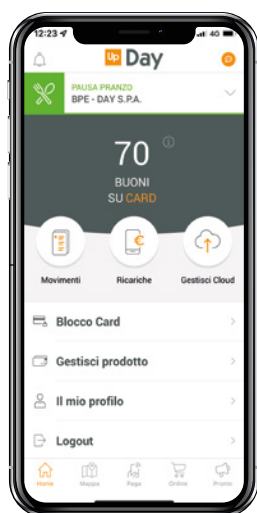 12:23 4G
Up Day
PAUSA PRANZO
BPE - DAY S.P.A.
70
BUONI
SU CARD
Movimenti Ricariche Gestisci Cloud
Blocco Card
Gestisci prodotto
Il mio profilo
Logout
Home Mappa Paga Online Promo